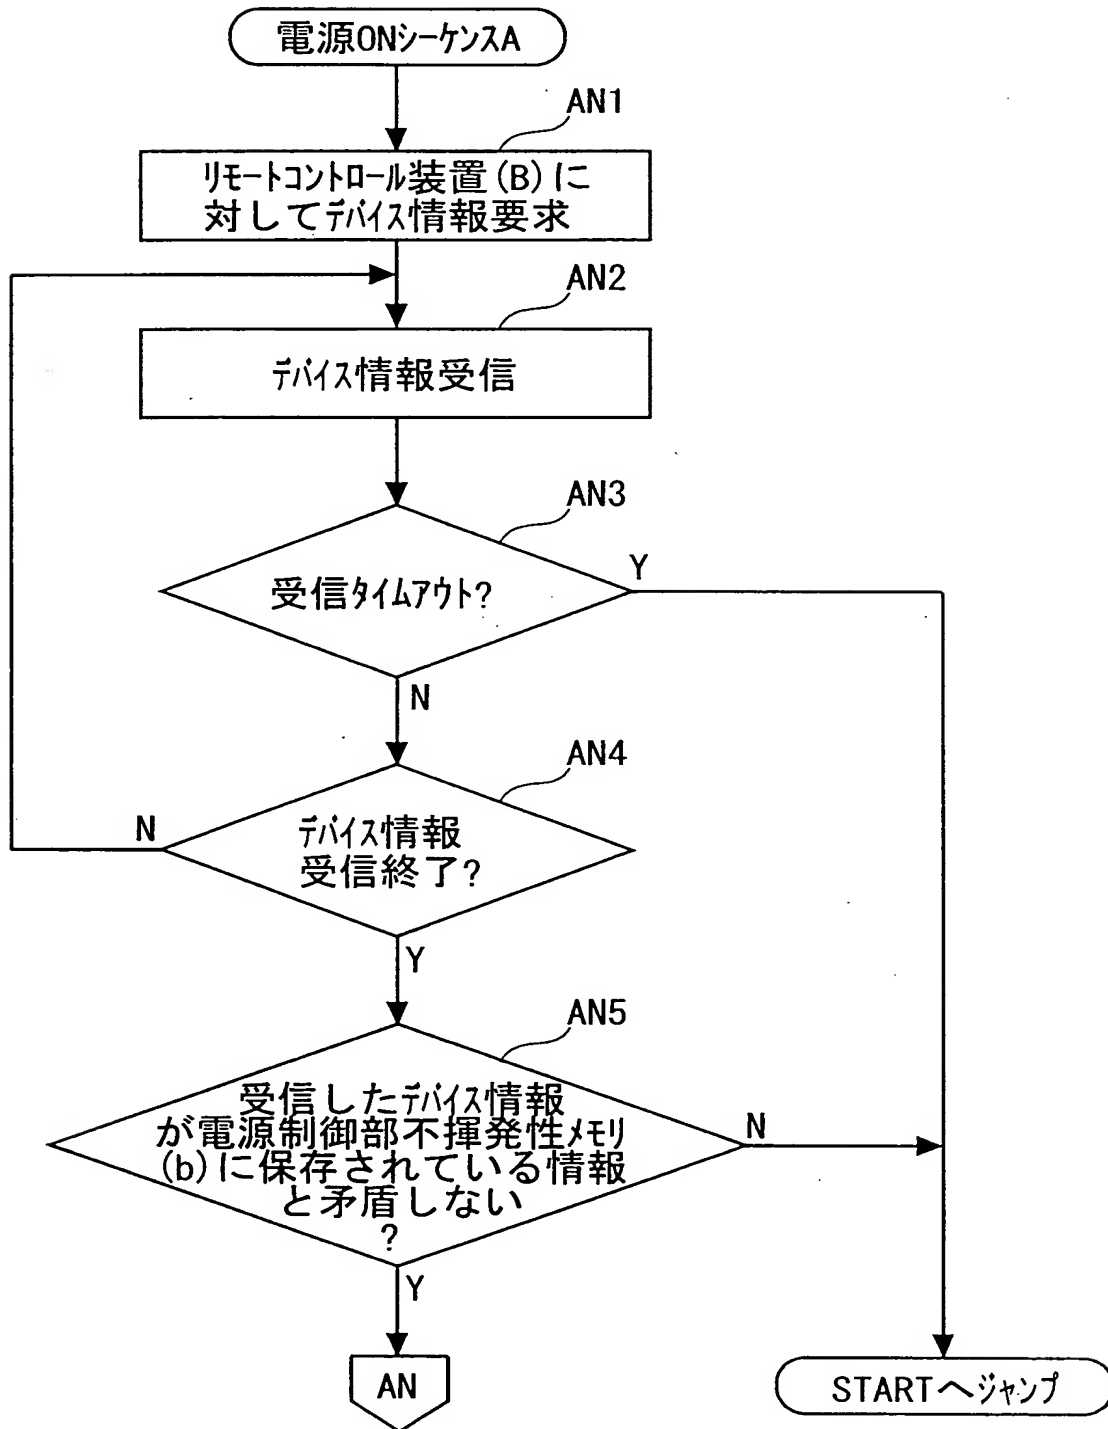 電源ONシーケンスA
AN1
リモートコントロール装置(B)に
対してデバイス情報要求
AN2
デバイス情報受信
AN3
受信タイムアウト?
Y
N
AN4
デバイス情報
受信終了?
N
Y
AN5
受信したデバイス情報
が電源制御部不揮発性メモリ
(b)に保存されている情報
と矛盾しない
?
N
Y
AN
STARTへジャンプ